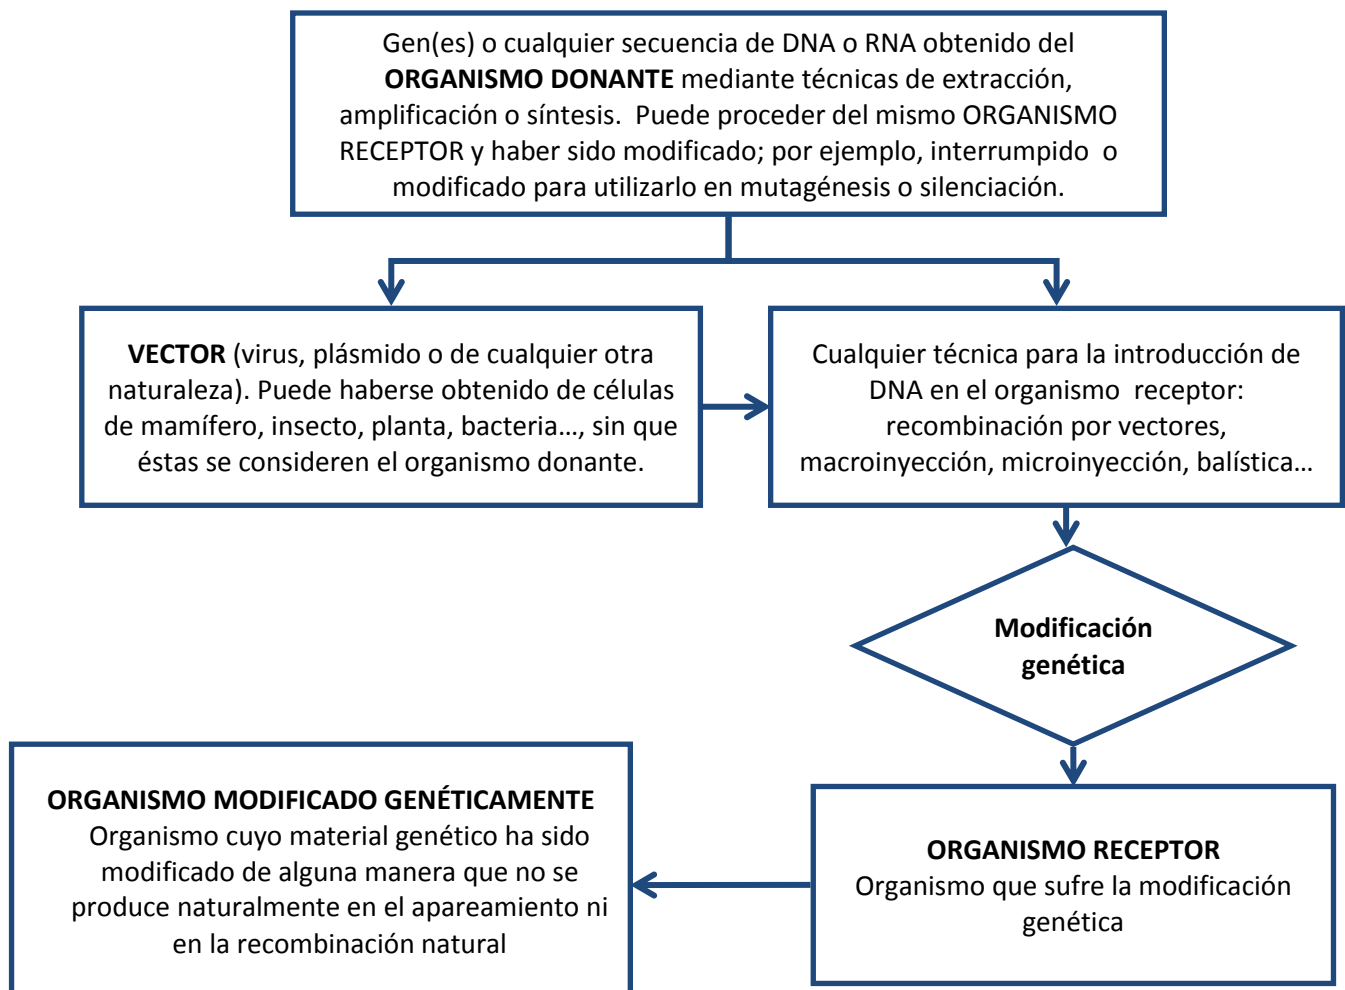 Gen(es) o cualquier secuencia de DNA o RNA obtenido del
ORGANISMO DONANTE mediante técnicas de extracción,
amplificación o síntesis. Puede proceder del mismo ORGANISMO
RECEPTOR y haber sido modificado; por ejemplo, interrumpido o
modificado para utilizarlo en mutagénesis o silenciación.
VECTOR (virus, plásmido o de cualquier otra
naturaleza). Puede haberse obtenido de células
de mamífero, insecto, planta, bacteria…, sin que
éstas se consideren el organismo donante.
Cualquier técnica para la introducción de
DNA en el organismo receptor:
recombinación por vectores,
macroinyección, microinyección, balística…
Modificación
genética
ORGANISMO MODIFICADO GENÉTICAMENTE
Organismo cuyo material genético ha sido
modificado de alguna manera que no se
produce naturalmente en el apareamiento ni
en la recombinación natural
ORGANISMO RECEPTOR
Organismo que sufre la modificación
genética